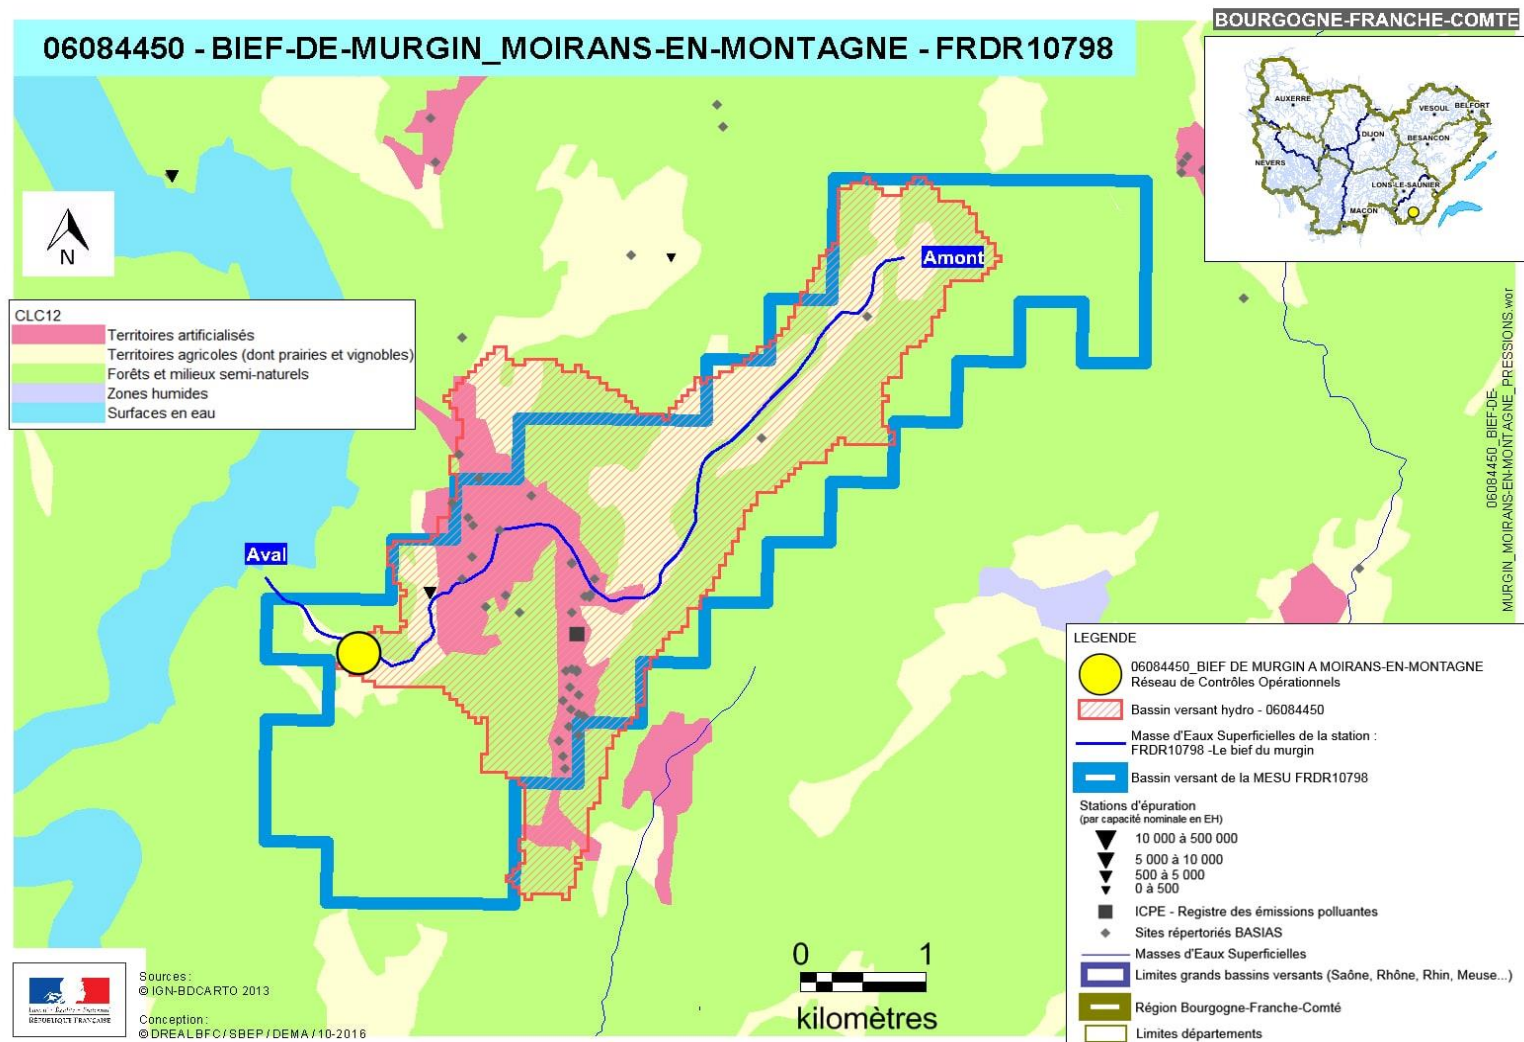 BOURGOGNE-FRANCHE-COMTE
06084450 - BIEF-DE-MURGIN_MOIRANS-EN-MONTAGNE - FRDR10798
AUXERRE
VESOUL
BELFORT
DIJON
BESANCON
NEVERS
LONS-LE-SAUNIER
MACON
N
Amont
Aval
CLC12
Territoires artificialisés
Territoires agricoles (dont prairies et vignobles)
Forêts et milieux semi-naturels
Zones humides
Surfaces en eau
06084450_BIEF-DE-
MURGIN_MOIRANS-EN-MONTAGNE_PRESSIONS.wor
LEGENDE
06084450_BIEF DE MURGIN A MOIRANS-EN-MONTAGNE
Réseau de Contrôles Opérationnels
Bassin versant hydro - 06084450
Masse d'Eaux Superficielles de la station :
FRDR10798 -Le bief du murgin
Bassin versant de la MESU FRDR10798
Stations d'épuration
(par capacité nominale en EH)
10 000 à 500 000
5 000 à 10 000
500 à 5 000
0 à 500
ICPE - Registre des émissions polluantes
Sites répertoriés BASIAS
Masses d'Eaux Superficielles
Limites grands bassins versants (Saône, Rhône, Rhin, Meuse...)
Région Bourgogne-Franche-Comté
Limites départements
0 1
kilomètres
Liberté • Égalité • Fraternité
RÉPUBLIQUE FRANÇAISE
Sources :
© IGN-BDCARTO 2013
Conception :
© DREALBFC / SBEP / DEMA / 10-2016